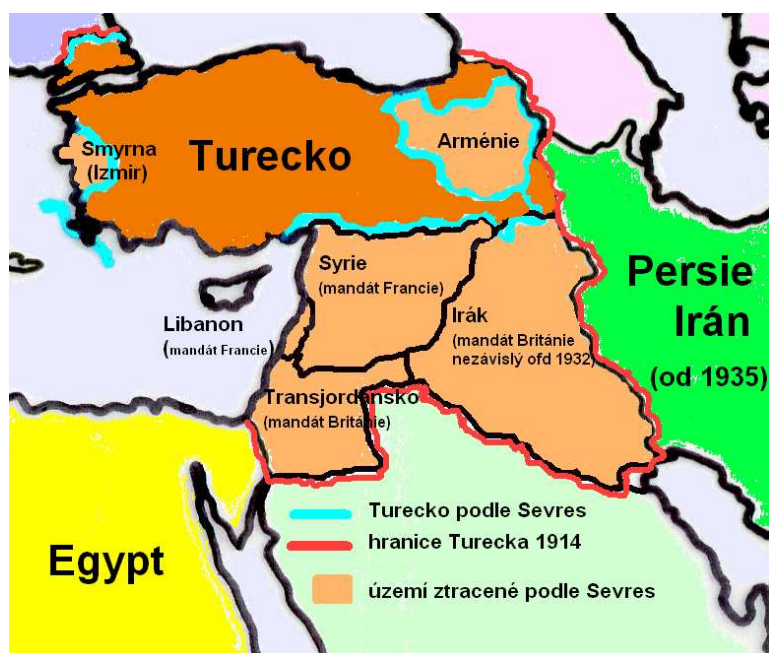 Smyrna
(Izmir)
Turecko
Arménie
Persie
Irán
(od 1935)
Syrie
(mandát Francie)
Irák
(mandát Británie
nezávislý ofd 1932)
Libanon
(mandát Francie)
Transjordánsko
(mandát Británie)
Egypt
Turecko podle Sevres
hranice Turecka 1914
území ztracené podle Sevres